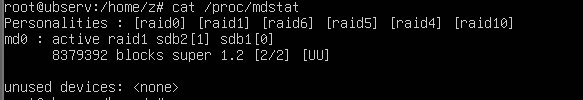 root@ubserv:/home/z# cat /proc/mdstat
Personalities : [raid0] [raid1] [raid6] [raid5] [raid4] [raid10]
md0 : active raid1 sdb2[1] sdb1[0]
      8379392 blocks super 1.2 [2/2] [UU]

unused devices: <none>